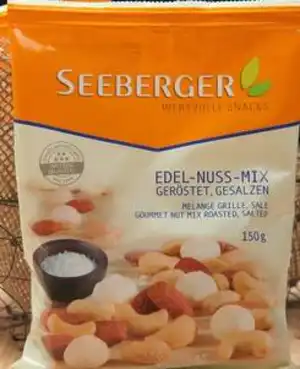 SEEBERGER
WERTVOLLE SNACKS
EDEL-NUSS-MIX
GERÖSTET, GESALZEN
MELANGE GRILLE, SALE
GOURMET NUT MIX ROASTED, SALTED
150g